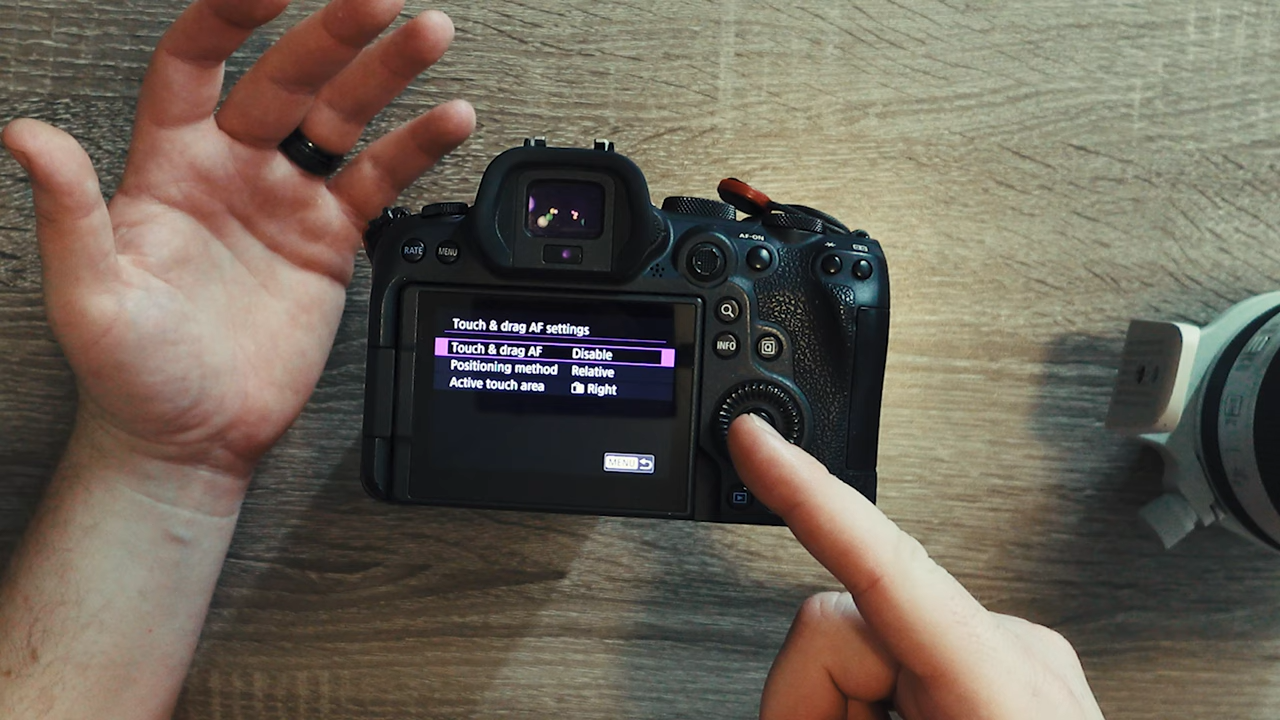 AF-ON
RATE
MENU
Touch & drag AF settings
Touch & drag AF Disable
Positioning method Relative
Active touch area Right
INFO
MENU